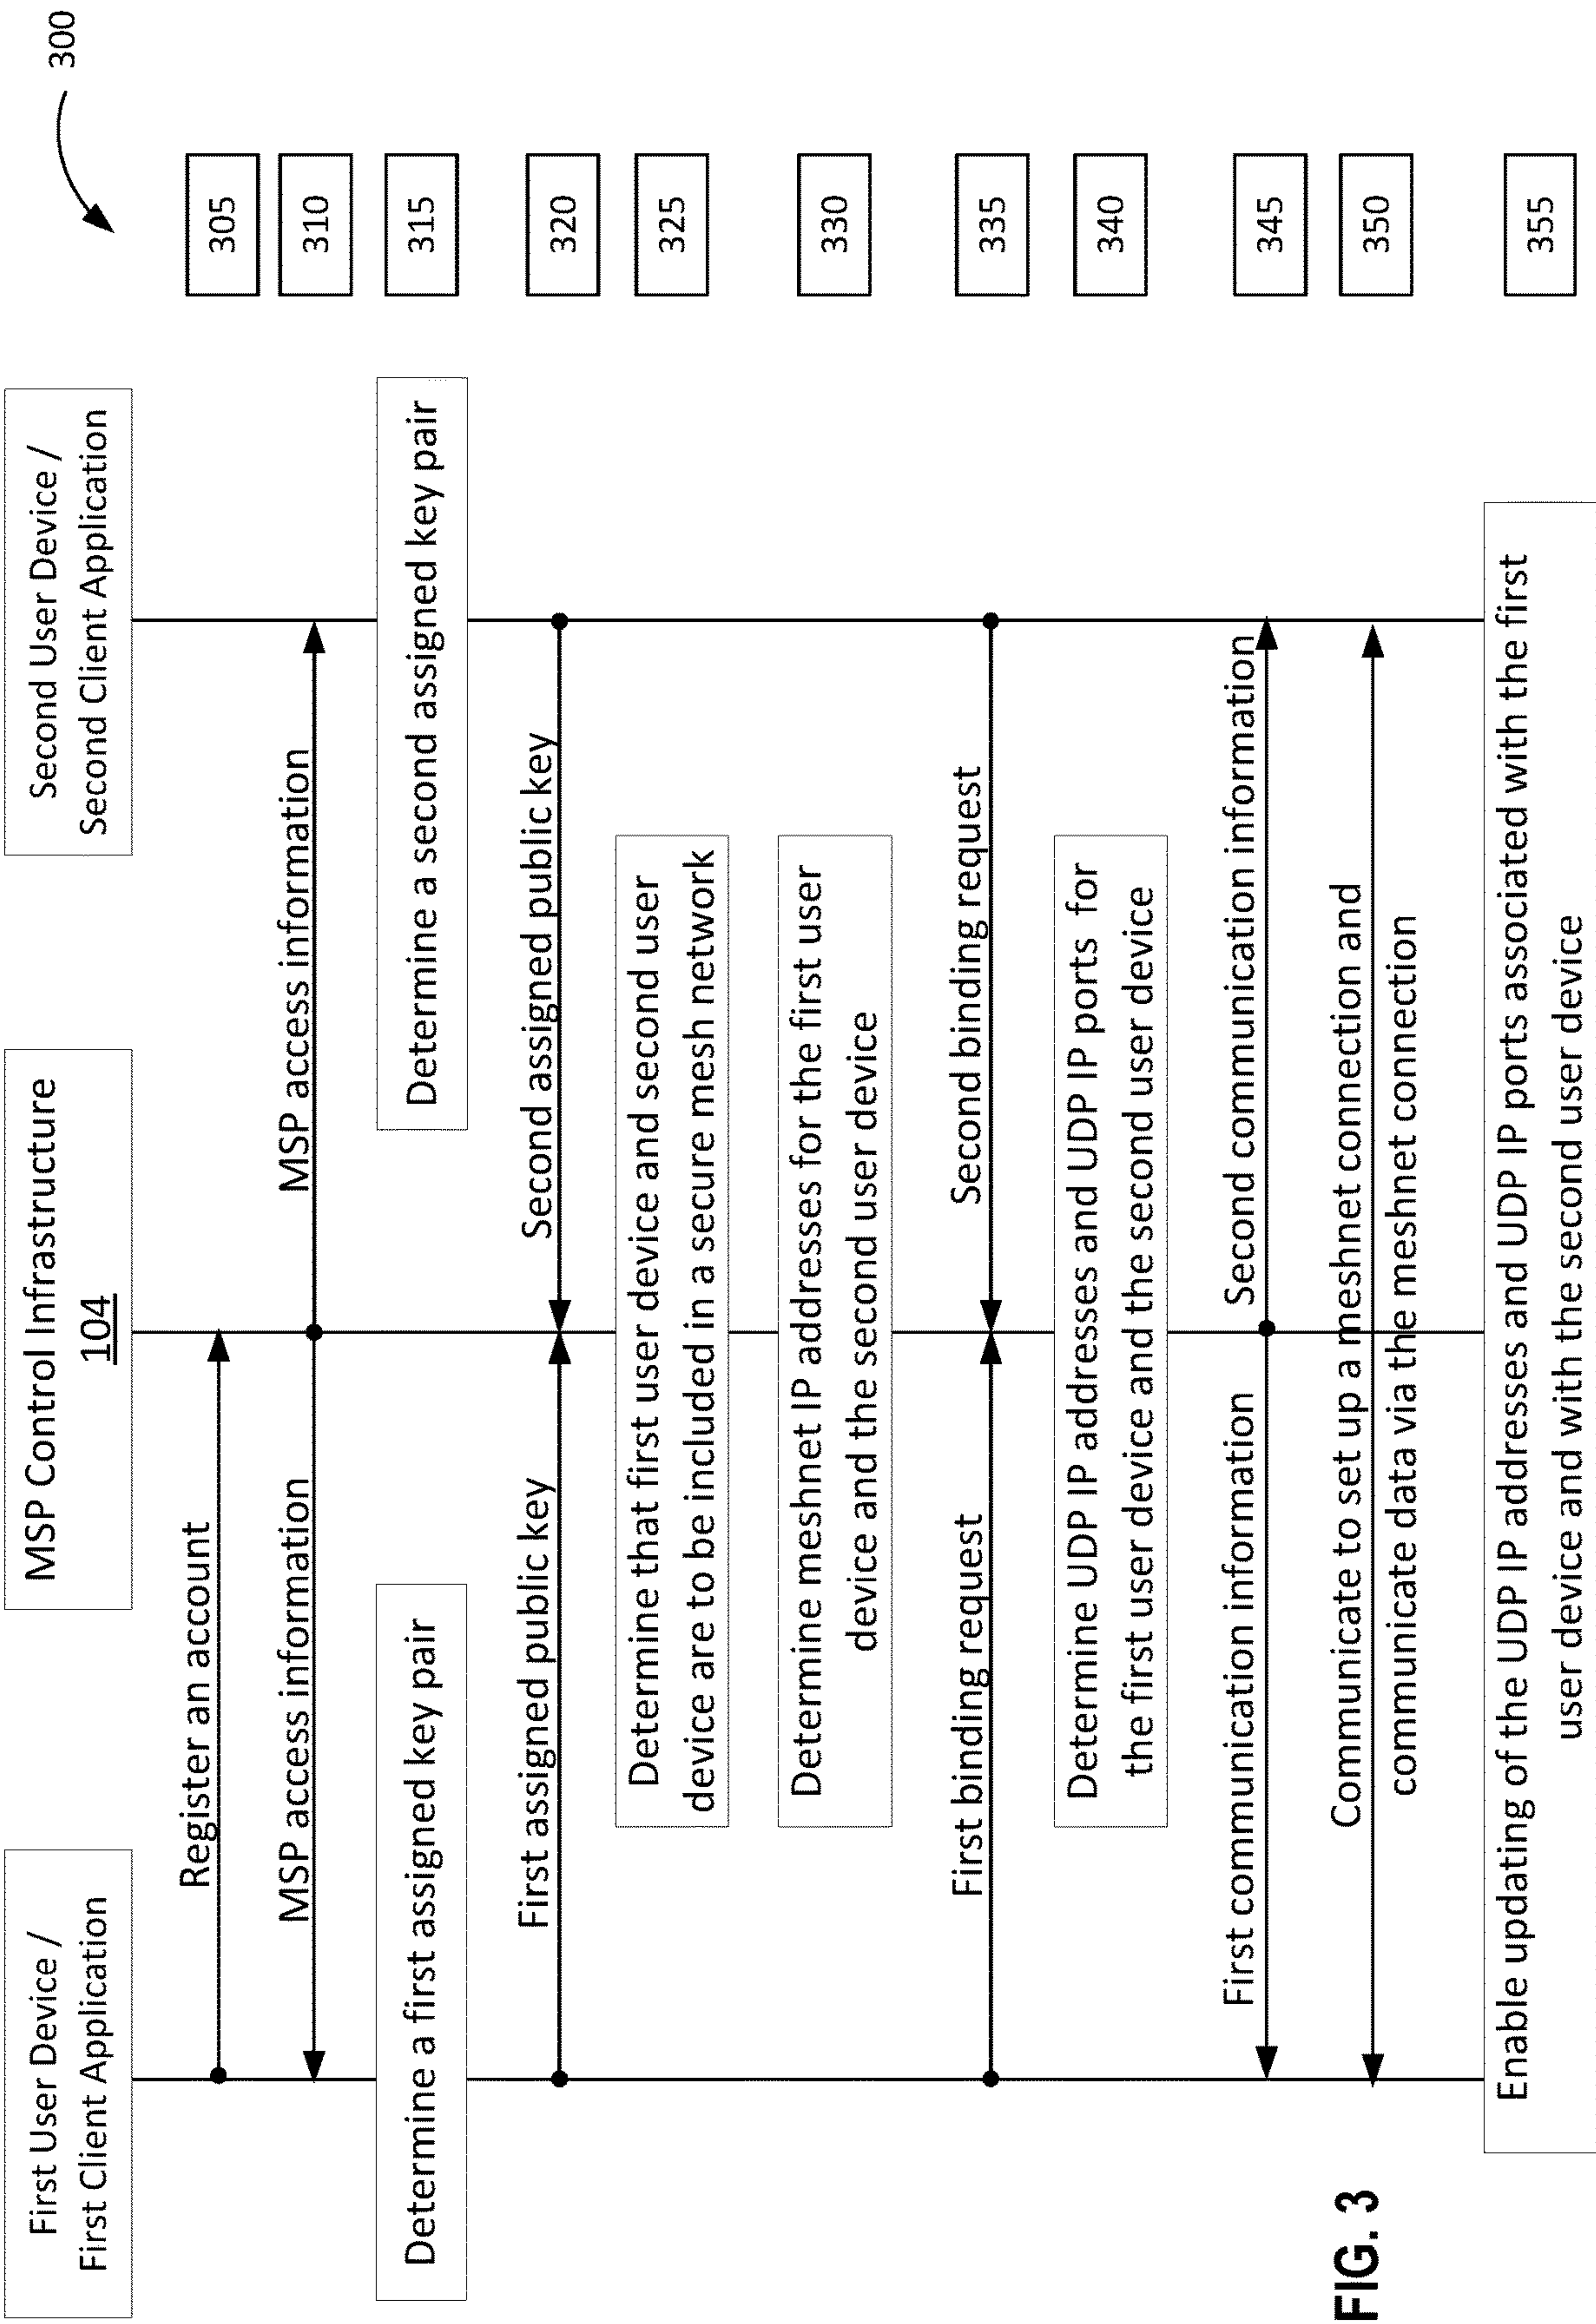 300
First User Device /
First Client Application
MSP Control Infrastructure
104
Second User Device /
Second Client Application
Register an account
305
MSP access information
MSP access information
310
Determine a first assigned key pair
Determine a second assigned key pair
315
First assigned public key
Second assigned public key
320
Determine that first user device and second user
device are to be included in a secure mesh network
325
Determine meshnet IP addresses for the first user
device and the second user device
330
First binding request
Second binding request
335
Determine UDP IP addresses and UDP IP ports for
the first user device and the second user device
340
First communication information
Second communication information
345
Communicate to set up a meshnet connection and
communicate data via the meshnet connection
350
Enable updating of the UDP IP addresses and UDP IP ports associated with the first
user device and with the second user device
355
FIG. 3